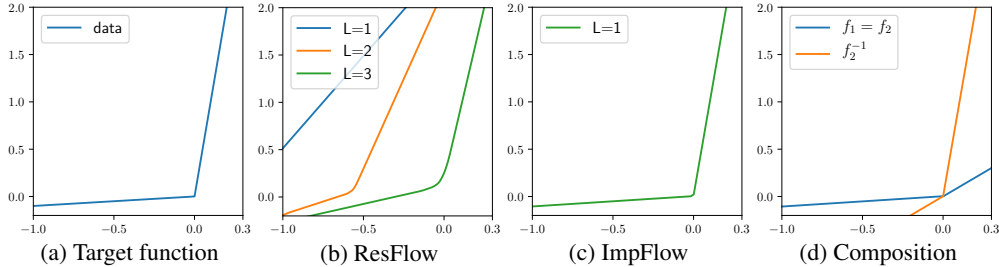 2.0
1.5
1.0
0.5
0.0
−1.0 −0.5 0.0 0.3
data
(a) Target function
2.0
1.5
1.0
0.5
0.0
−1.0 −0.5 0.0 0.3
L=1
L=2
L=3
(b) ResFlow
2.0
1.5
1.0
0.5
0.0
−1.0 −0.5 0.0 0.3
L=1
(c) ImpFlow
2.0
1.5
1.0
0.5
0.0
−1.0 −0.5 0.0 0.3
f₁ = f₂
f₂⁻¹
(d) Composition